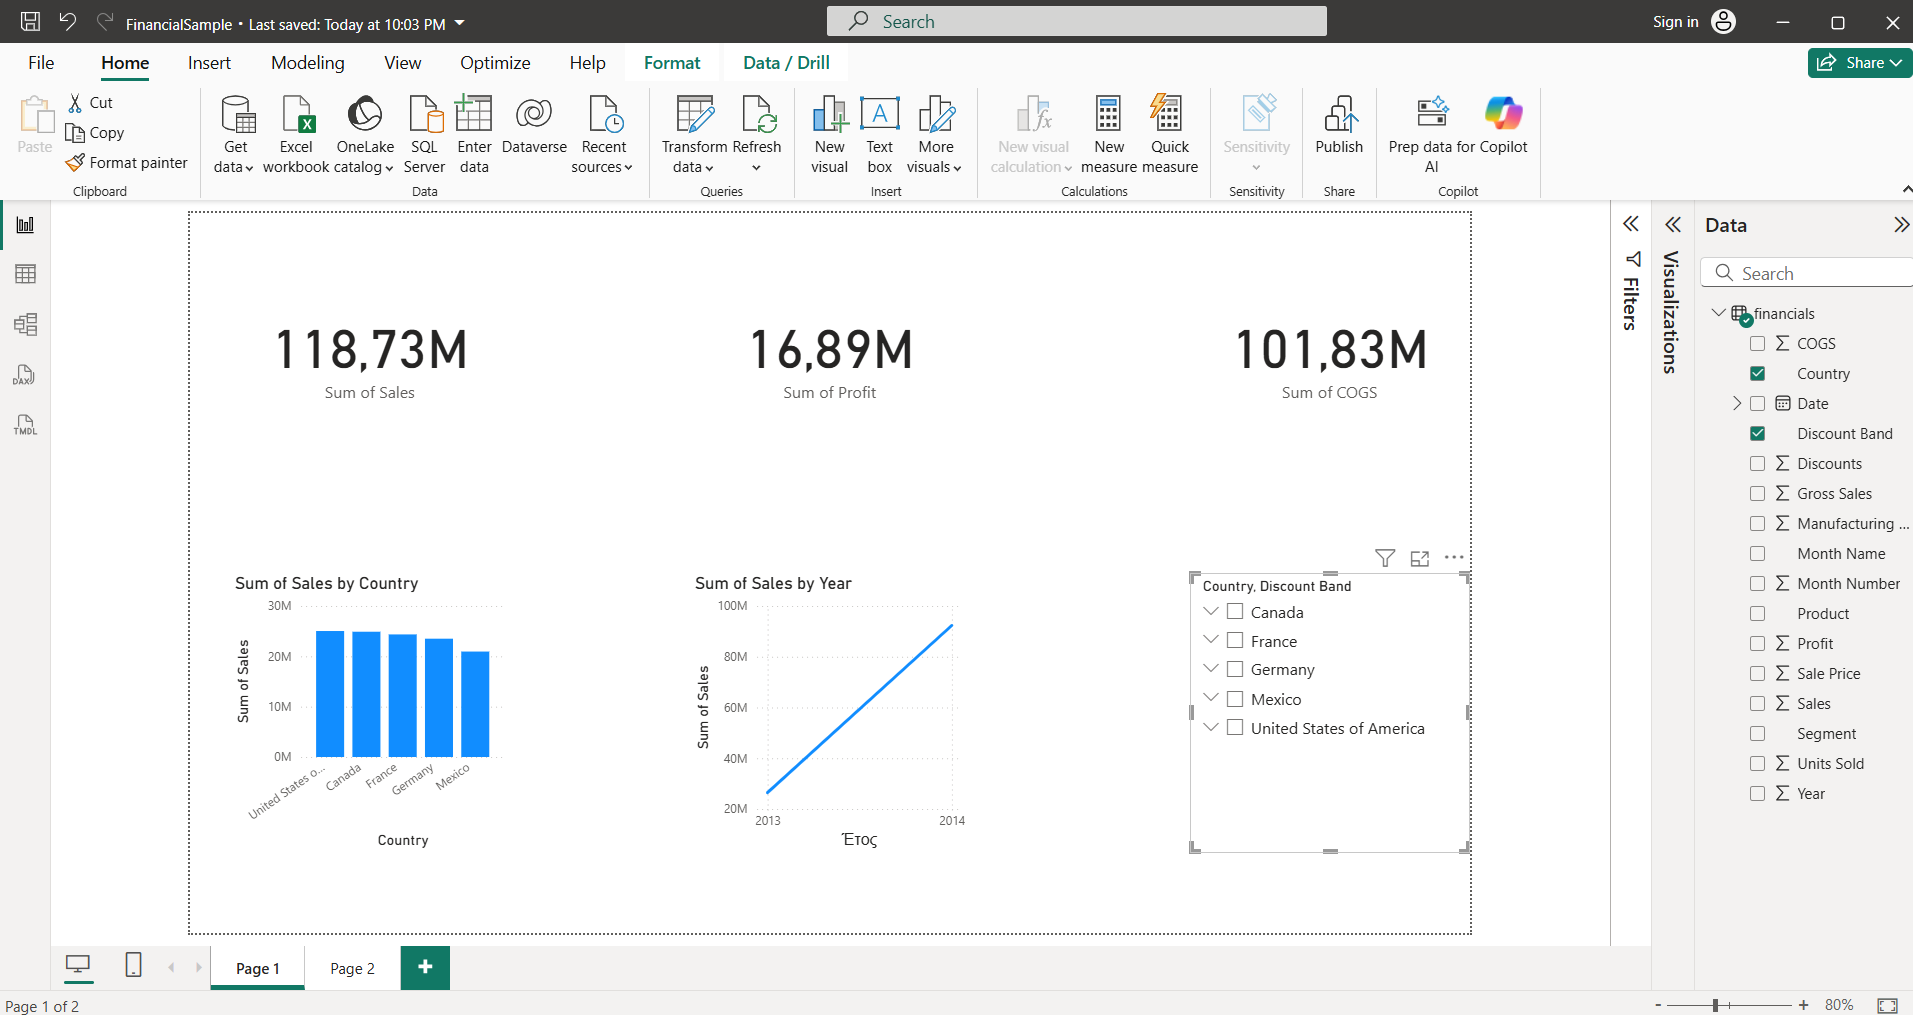 FinancialSample • Last saved: Today at 10:03 PM
Search
Sign in
File
Home
Insert
Modeling
View
Optimize
Help
Format
Data / Drill
Share
Paste
Cut
Copy
Format painter
Clipboard
Get data
Excel workbook
OneLake catalog
SQL Server
Enter data
Dataverse
Recent sources
Data
Transform data
Refresh
Queries
New visual
A
Text box
More visuals
Insert
fx
New visual calculation
New measure
Quick measure
Calculations
Sensitivity
Sensitivity
Publish
Share
Prep data for AI
Copilot
Copilot
DAX
TMDL
118,73M
Sum of Sales
16,89M
Sum of Profit
101,83M
Sum of COGS
Sum of Sales by Country
Sum of Sales
30M
20M
10M
0M
United States o...
Canada
France
Germany
Mexico
Country
Sum of Sales by Year
Sum of Sales
100M
80M
60M
40M
20M
2013
2014
Έτος
Country, Discount Band
Canada
France
Germany
Mexico
United States of America
Filters
Visualizations
Data
Search
financials
COGS
Country
Date
Discount Band
Discounts
Gross Sales
Manufacturing ...
Month Name
Month Number
Product
Profit
Sale Price
Sales
Segment
Units Sold
Year
Page 1
Page 2
+
Page 1 of 2
- + 80%